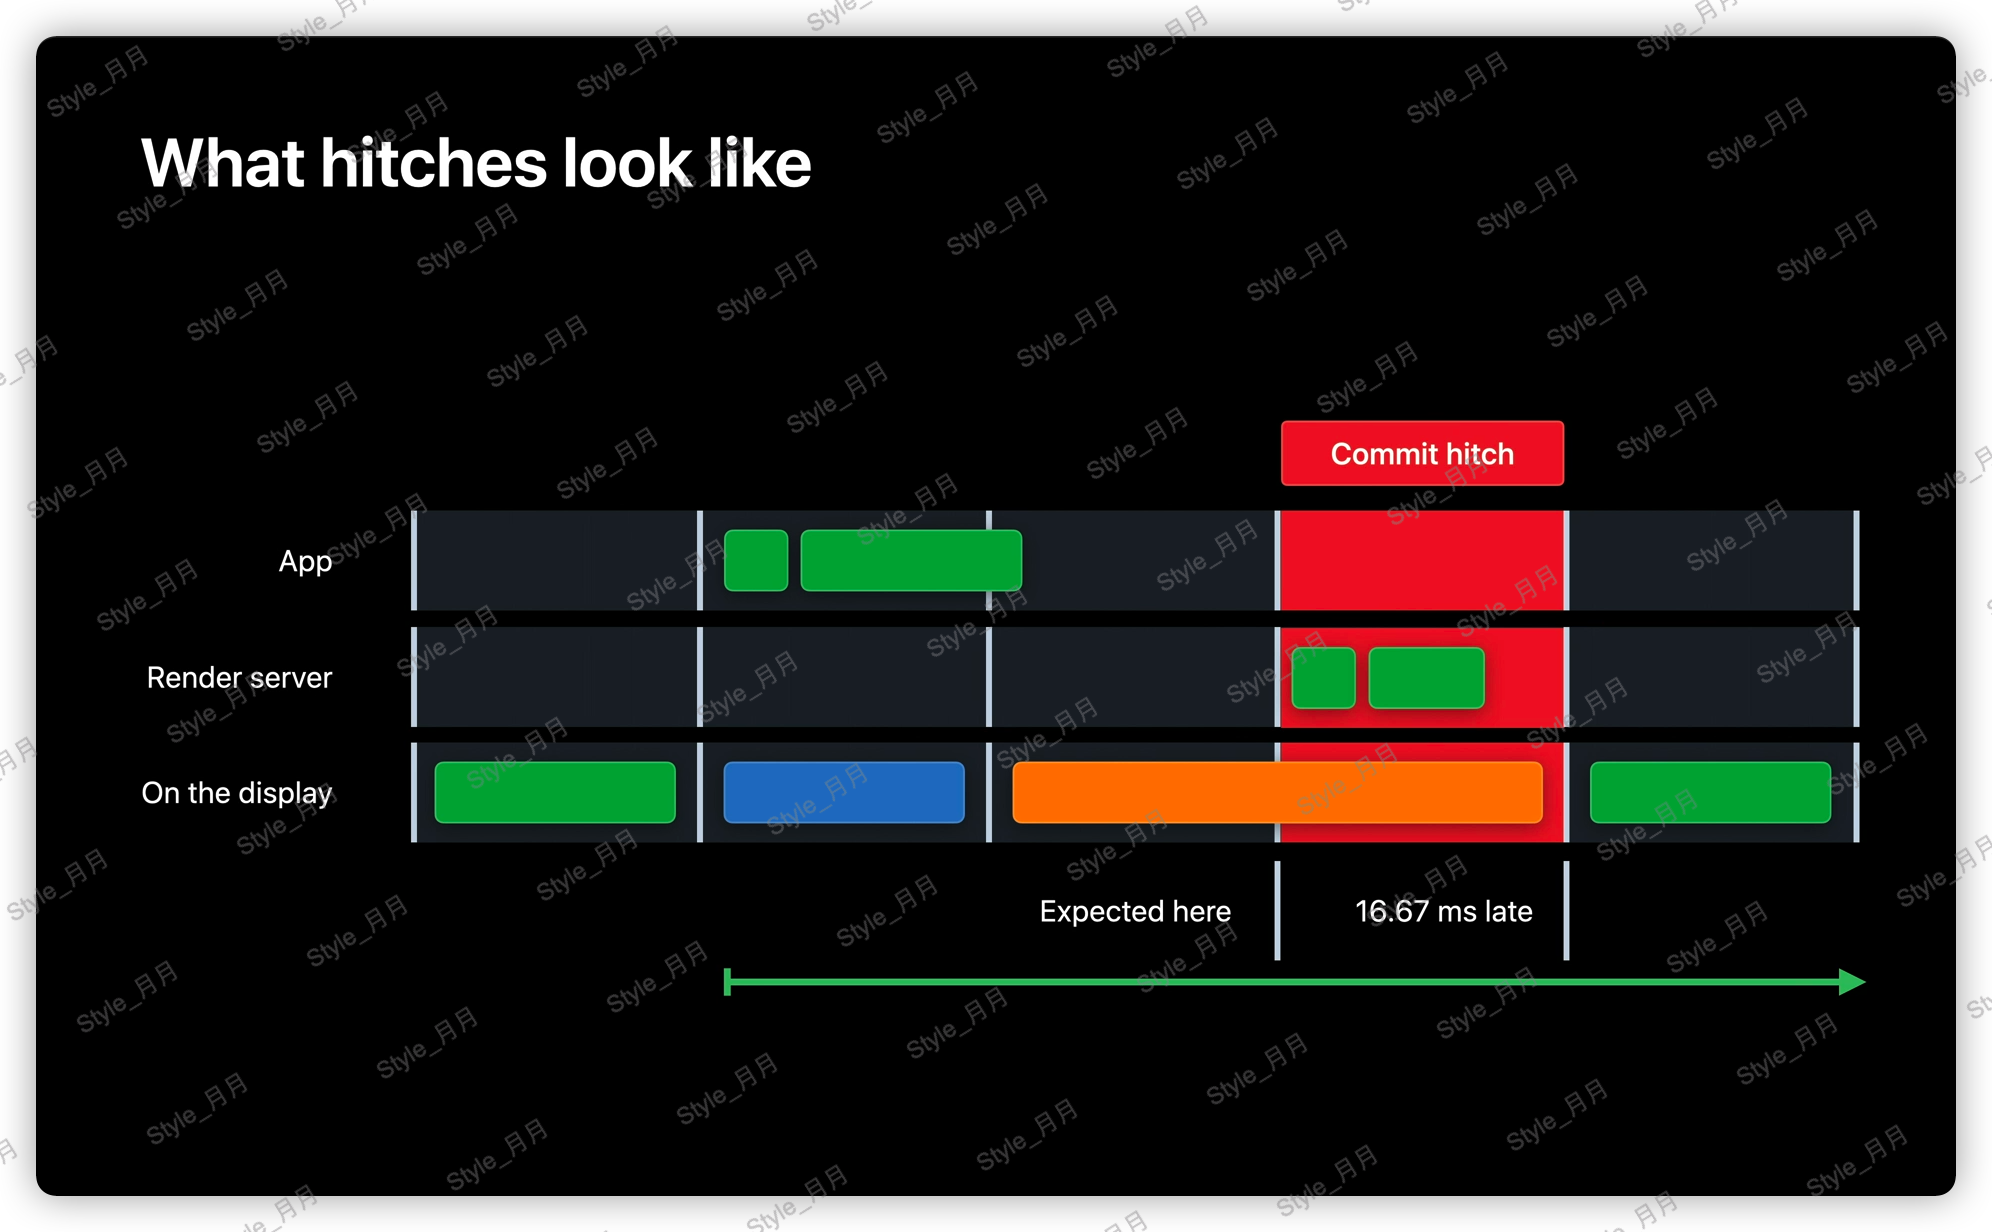 What hitches look like
Commit hitch
App
Render server
On the display
Expected here
16.67 ms late
Style_月月